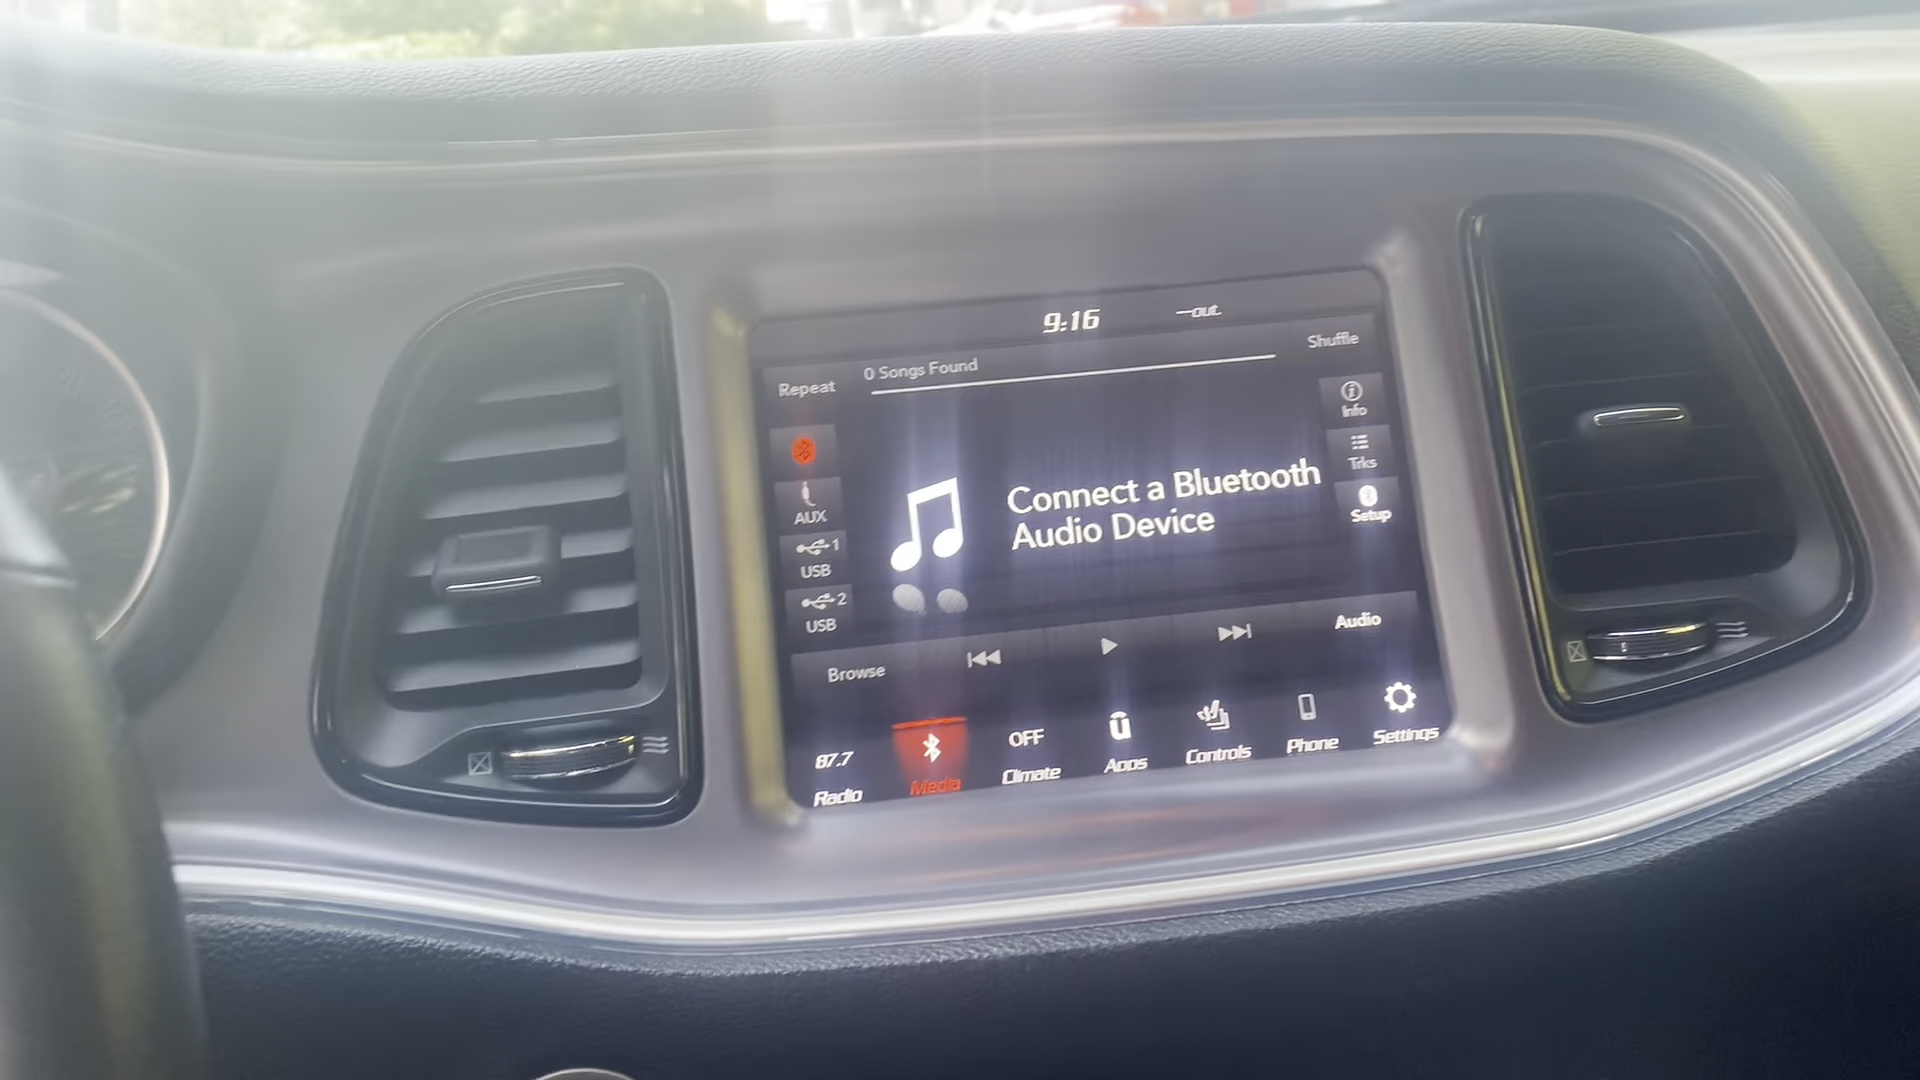 9:16
--out.
Repeat
0 Songs Found
Shuffle
Info
AUX
Trks
Connect a Bluetooth
Audio Device
Setup
1
USB
2
USB
Browse
Audio
87.7
Radio
Media
OFF
Climate
Apps
Controls
Phone
Settings